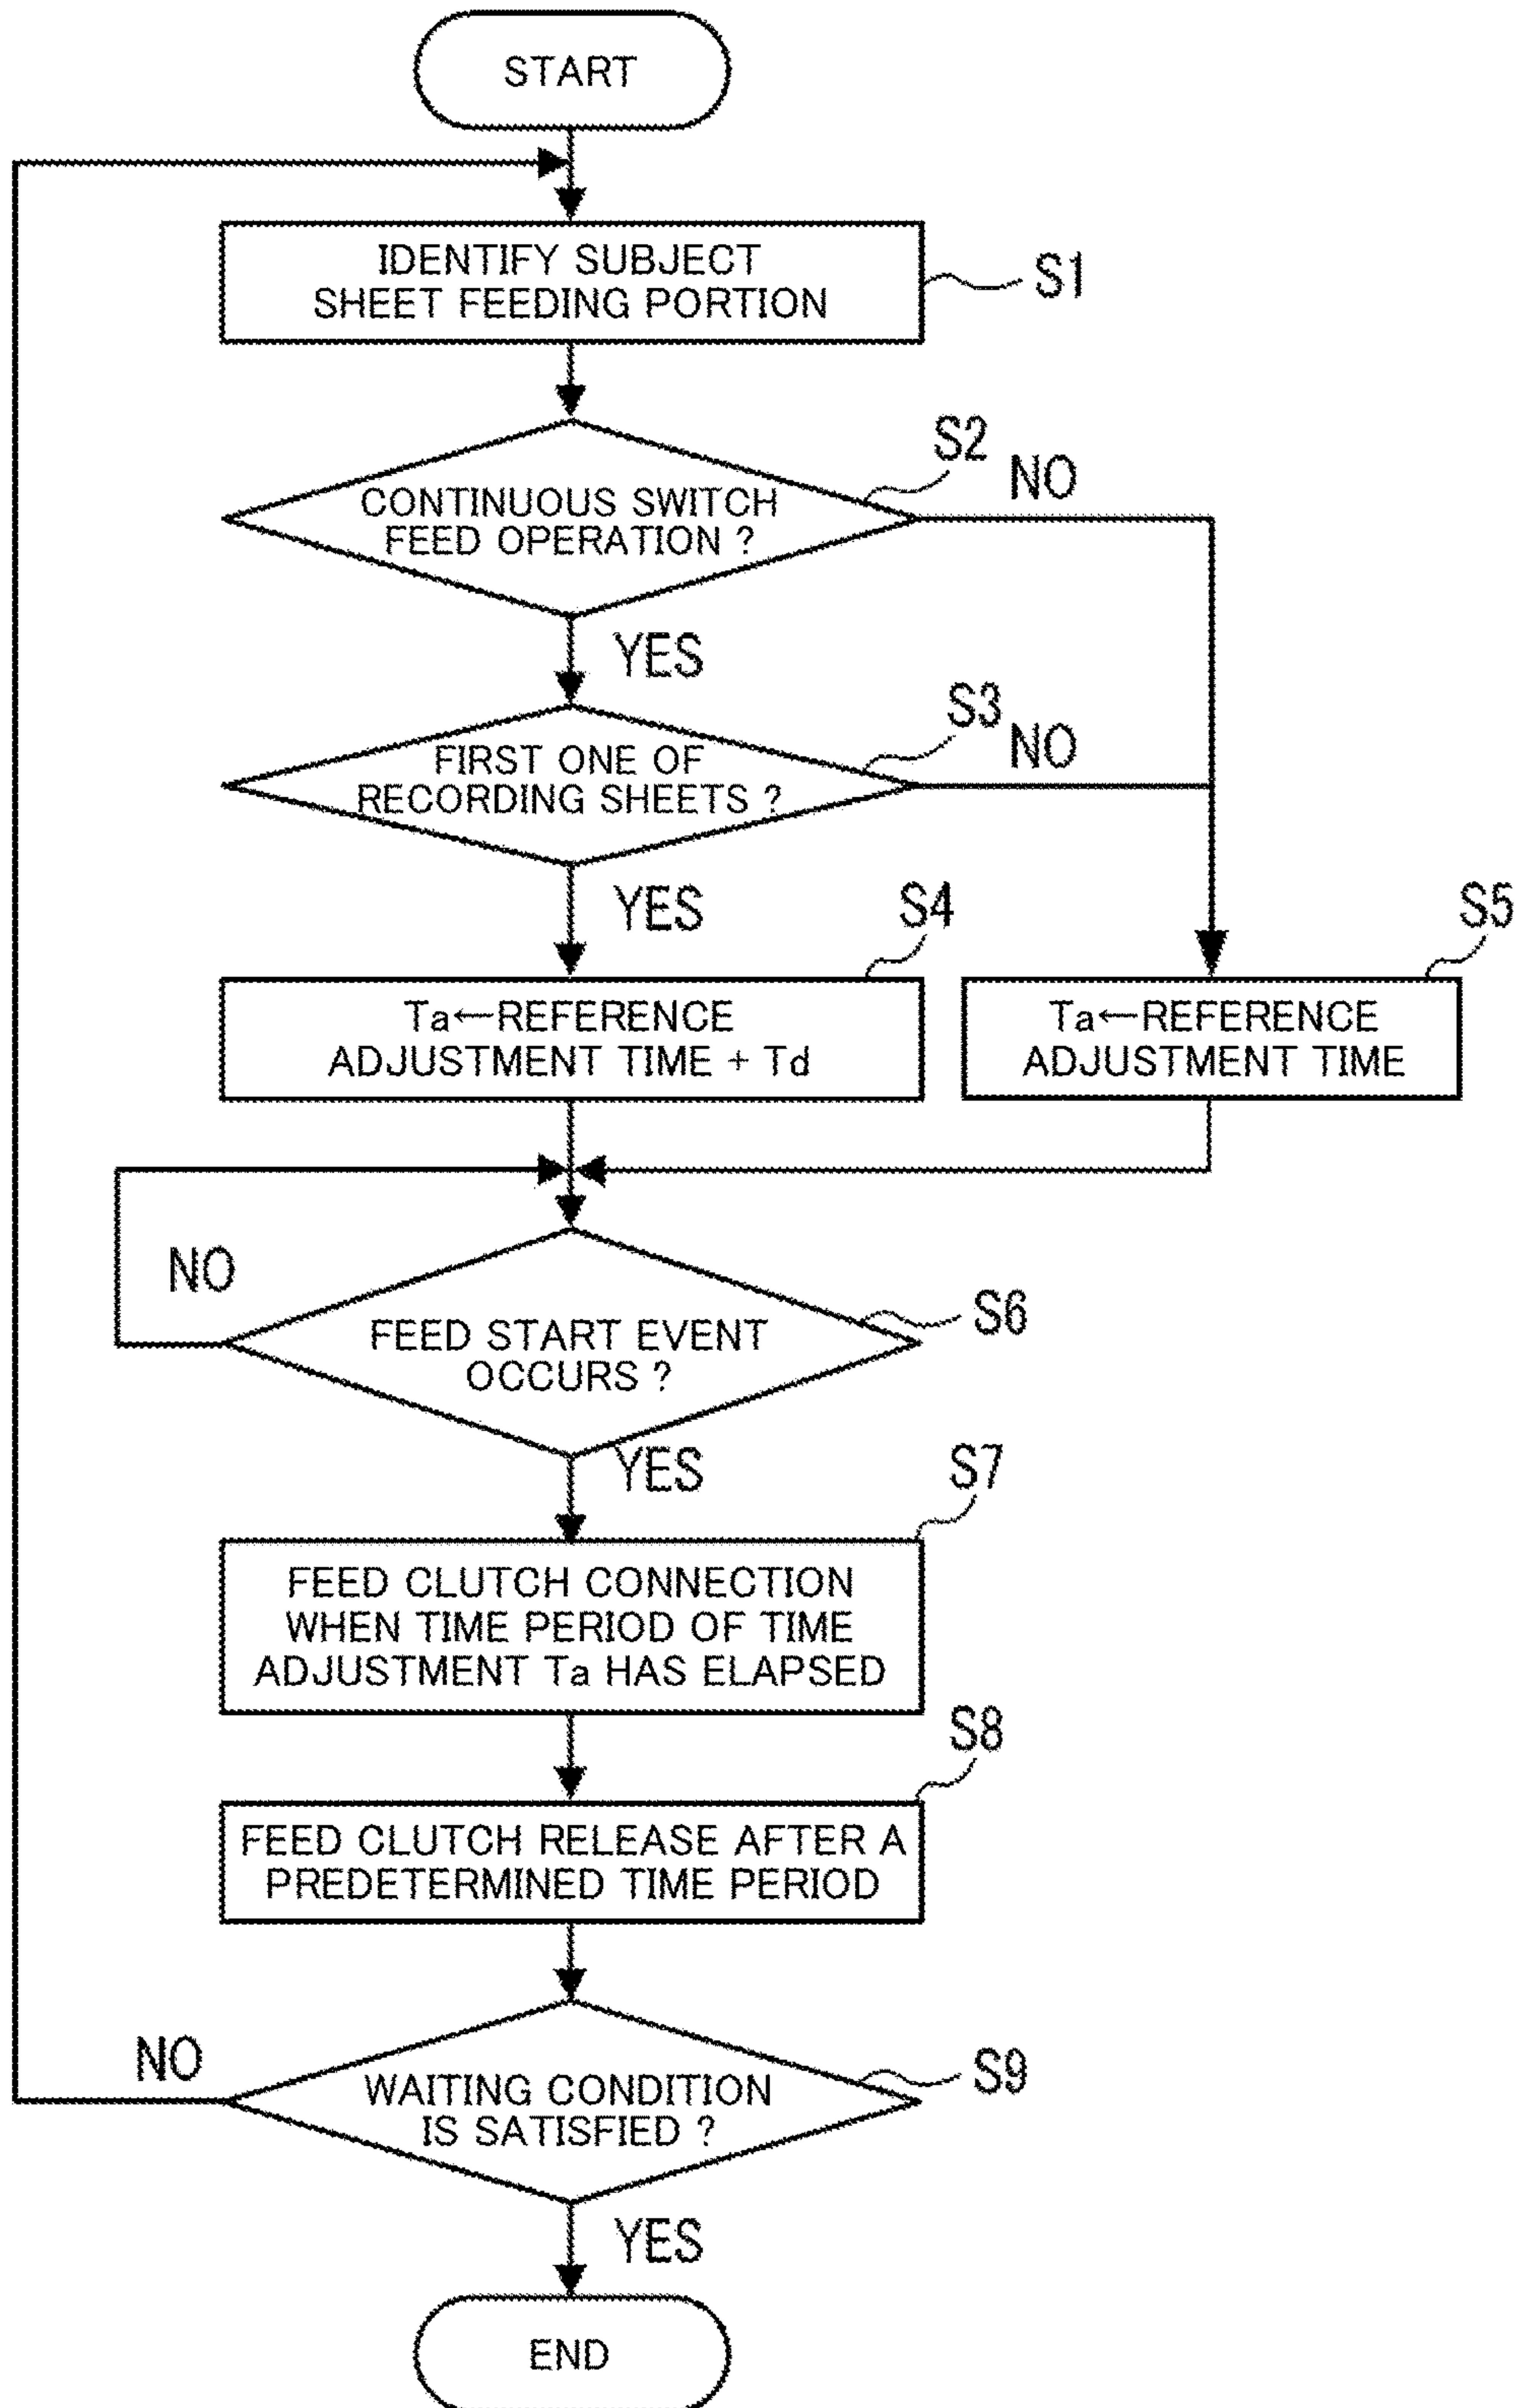 START
IDENTIFY SUBJECT
SHEET FEEDING PORTION
S1
S2
NO
CONTINUOUS SWITCH
FEED OPERATION ?
YES
S3
NO
FIRST ONE OF
RECORDING SHEETS ?
YES
S4
S5
Ta←REFERENCE
ADJUSTMENT TIME + Td
Ta←REFERENCE
ADJUSTMENT TIME
NO
S6
FEED START EVENT
OCCURS ?
YES
S7
FEED CLUTCH CONNECTION
WHEN TIME PERIOD OF TIME
ADJUSTMENT Ta HAS ELAPSED
S8
FEED CLUTCH RELEASE AFTER A
PREDETERMINED TIME PERIOD
NO
S9
WAITING CONDITION
IS SATISFIED ?
YES
END